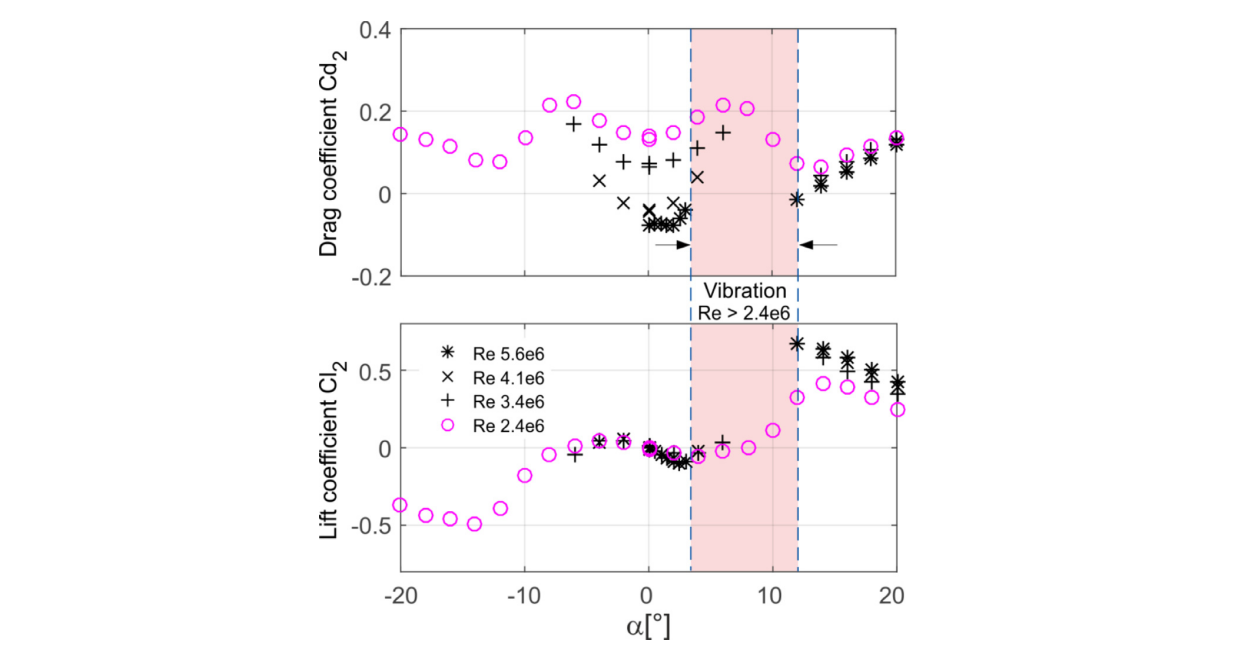 0.4
0.2
0
-0.2
Drag coefficient Cd2
Vibration
Re > 2.4e6
Re 5.6e6
Re 4.1e6
Re 3.4e6
Re 2.4e6
0.5
0
-0.5
Lift coefficient Cl2
-20 -10 0 10 20
α[°]